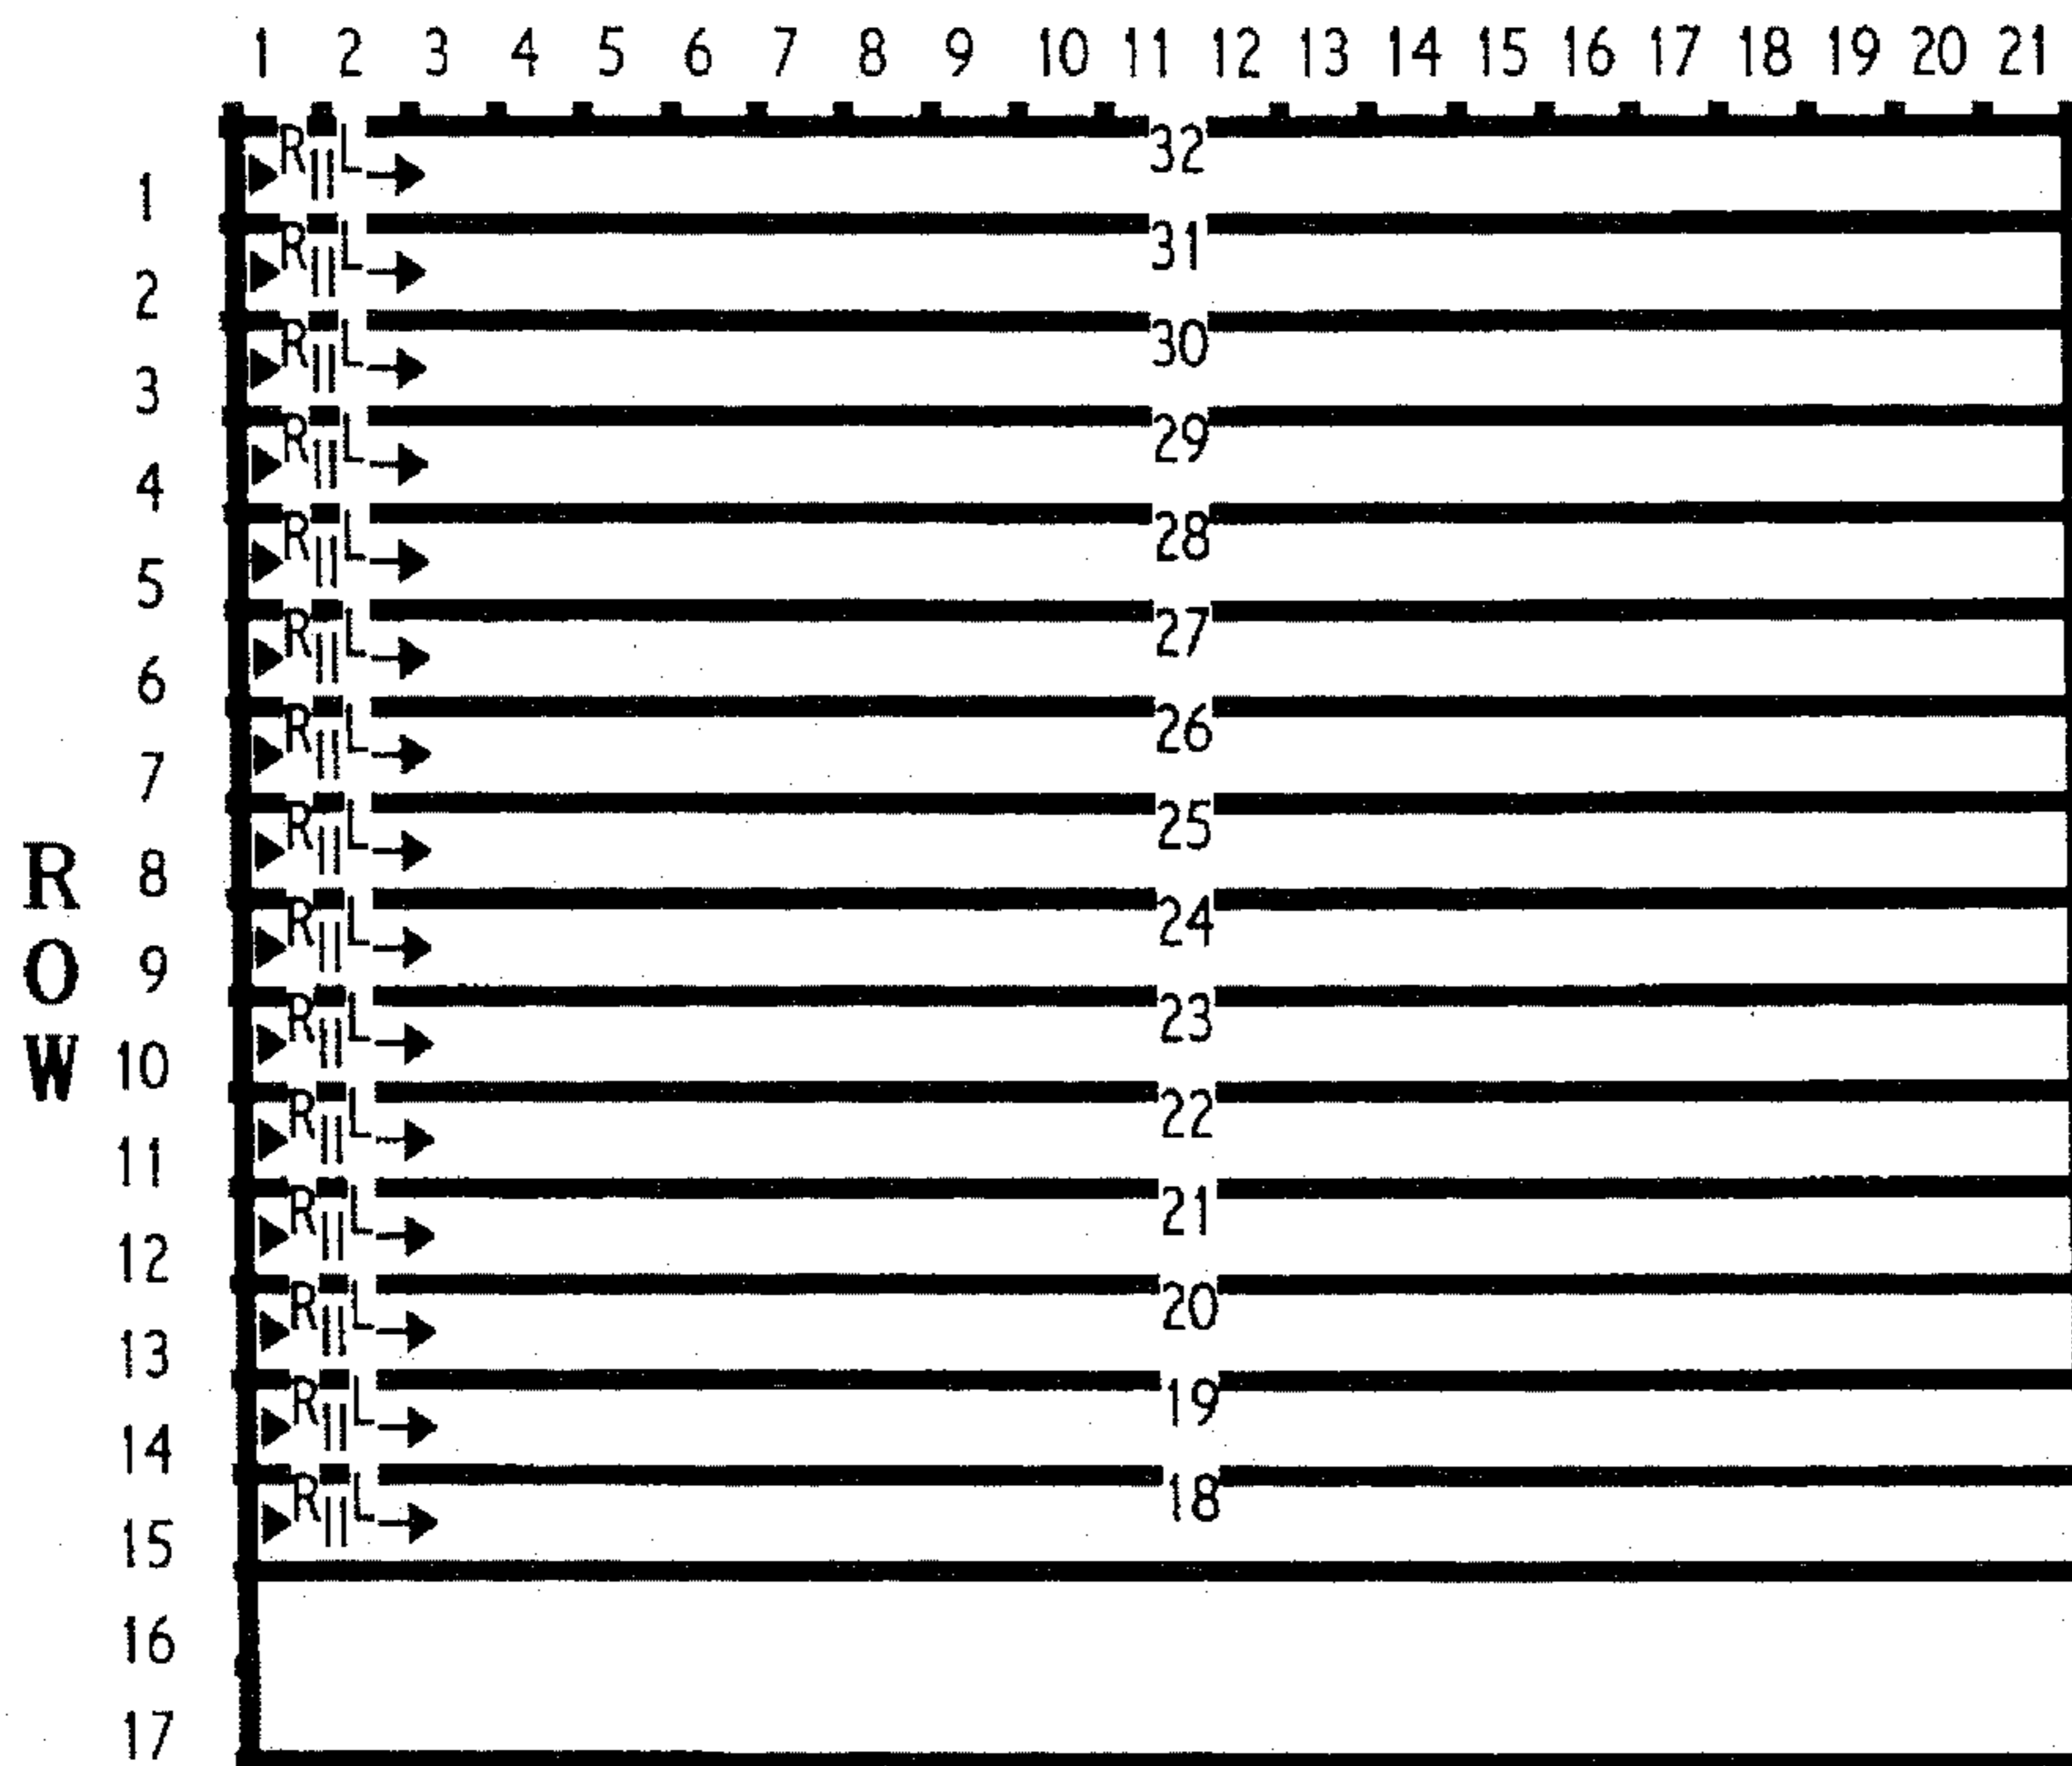 1 2 3 4 5 6 7 8 9 10 11 12 13 14 15 16 17 18 19 20 21
R L 32
1
R L 31
2
R L 30
3
R L 29
4
R L 28
5
R L 27
6
R L 26
7
R L 25
8
R L 24
9
R L 23
10
R L 22
11
R L 21
12
R L 20
13
R L 19
14
R L 18
15
16
17
ROW